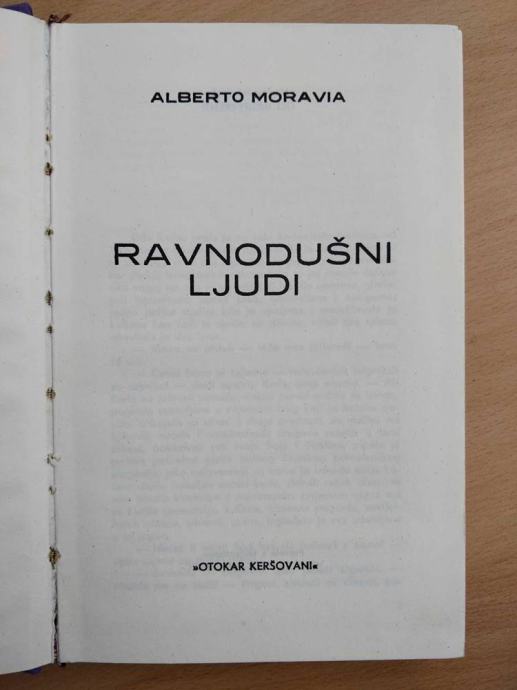 ALBERTO MORAVIA
RAVNODUŠNI
LJUDI
»OTOKAR KERŠOVANI«